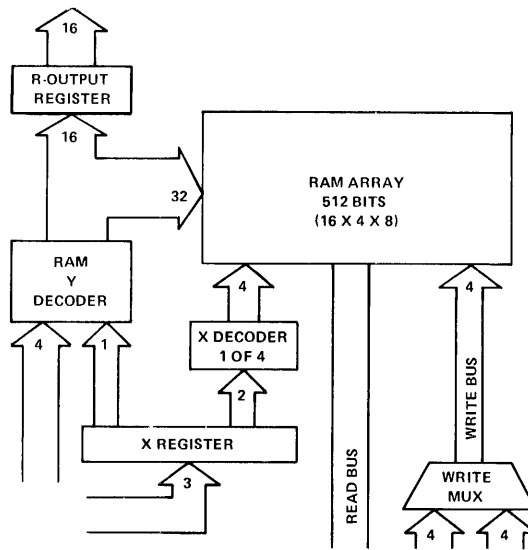 16
R-OUTPUT
REGISTER
16
32
RAM ARRAY
512 BITS
(16 X 4 X 8)
RAM
Y
DECODER
4
4
X DECODER
1 OF 4
4
1
2
X REGISTER
3
READ BUS
WRITE BUS
WRITE
MUX
4
4